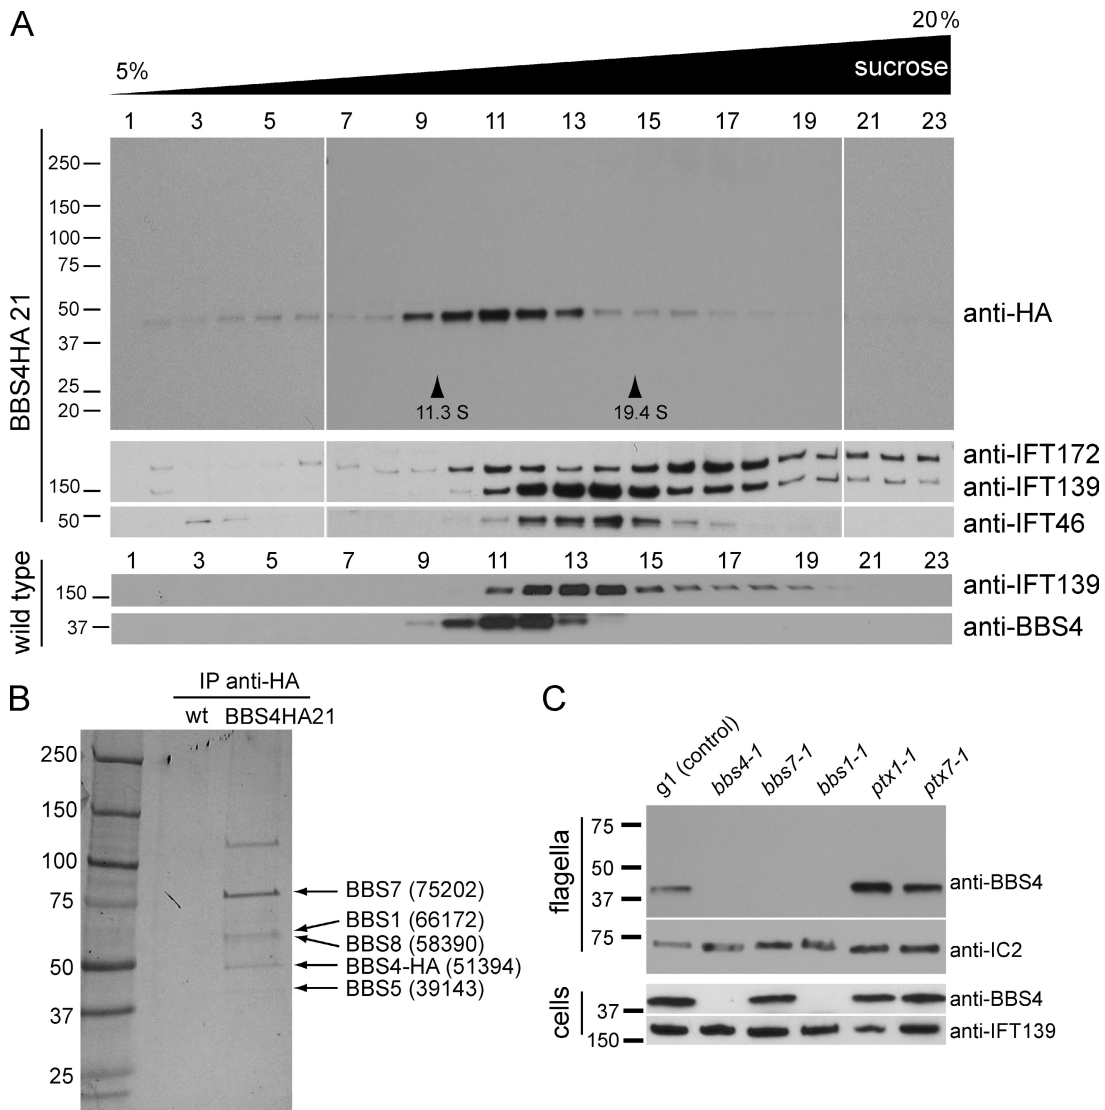 A
20%
5%
sucrose
1 3 5 7 9 11 13 15 17 19 21 23
BBS4HA 21
250
150
100
75
50
37
25
20
anti-HA
11.3 S 19.4 S
anti-IFT172
150 anti-IFT139
50 anti-IFT46
1 3 5 7 9 11 13 15 17 19 21 23
wild type
150 anti-IFT139
37 anti-BBS4
B
IP anti-HA
wt BBS4HA21
250
150
100
75
50
37
25
BBS7 (75202)
BBS1 (66172)
BBS8 (58390)
BBS4-HA (51394)
BBS5 (39143)
C
g1 (control) bbs4-1 bbs7-1 bbs1-1 ptx1-1 ptx7-1
flagella
75
50
37
anti-BBS4
75
anti-IC2
cells
37
anti-BBS4
150
anti-IFT139